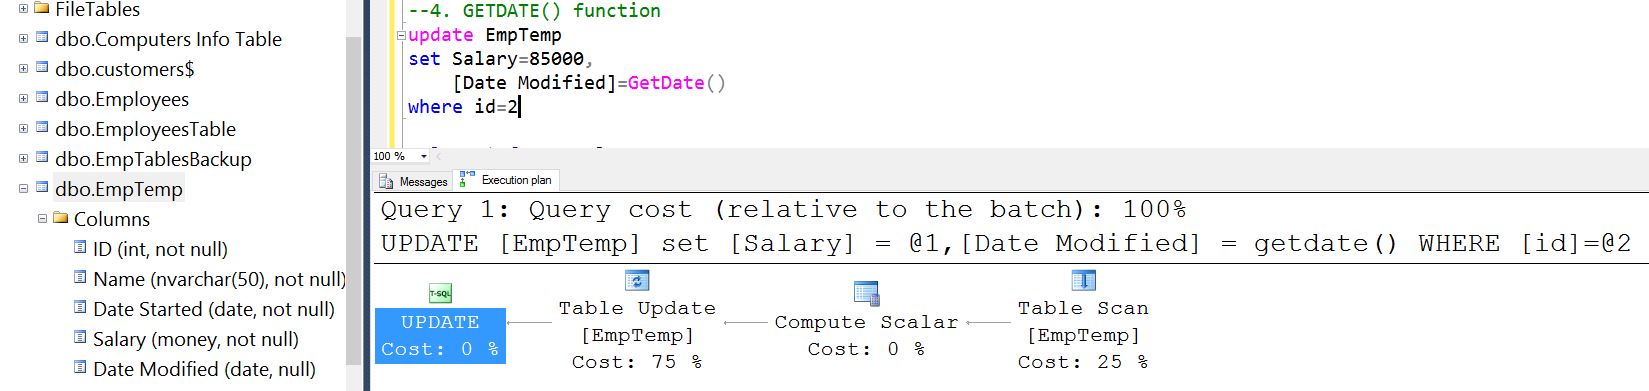 FileTables
dbo.Computers Info Table
dbo.customers$
dbo.Employees
dbo.EmployeesTable
dbo.EmpTablesBackup
dbo.EmpTemp
Columns
ID (int, not null)
Name (nvarchar(50), not null)
Date Started (date, not null)
Salary (money, not null)
Date Modified (date, null)
--4. GETDATE() function
update EmpTemp
set Salary=85000,
[Date Modified]=GetDate()
where id=2
100 %
Messages Execution plan
Query 1: Query cost (relative to the batch): 100%
UPDATE [EmpTemp] set [Salary] = @1,[Date Modified] = getdate() WHERE [id]=@2
T-SQL
UPDATE
Cost: 0 %
Table Update
[EmpTemp]
Cost: 75 %
Compute Scalar
Cost: 0 %
Table Scan
[EmpTemp]
Cost: 25 %